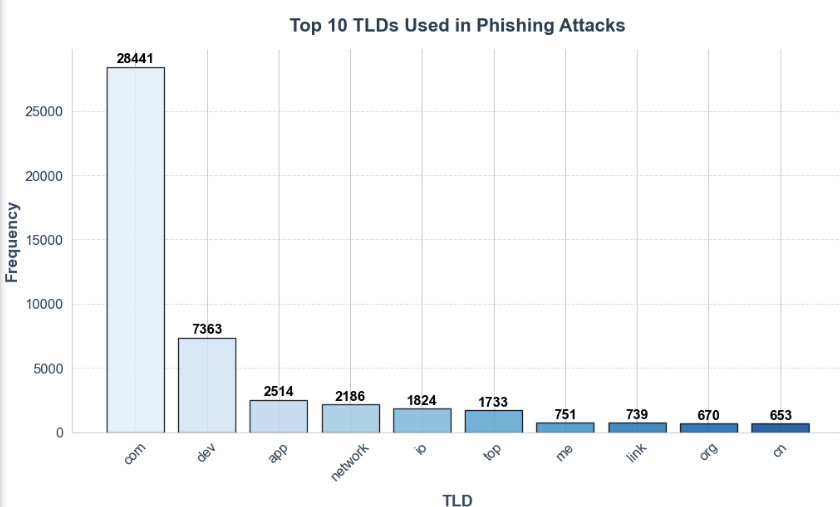 Top 10 TLDs Used in Phishing Attacks
28441
25000
20000
15000
10000
5000
0
Frequency
7363
2514
2186
1824
1733
751
739
670
653
com
dev
app
network
io
top
me
link
org
cn
TLD